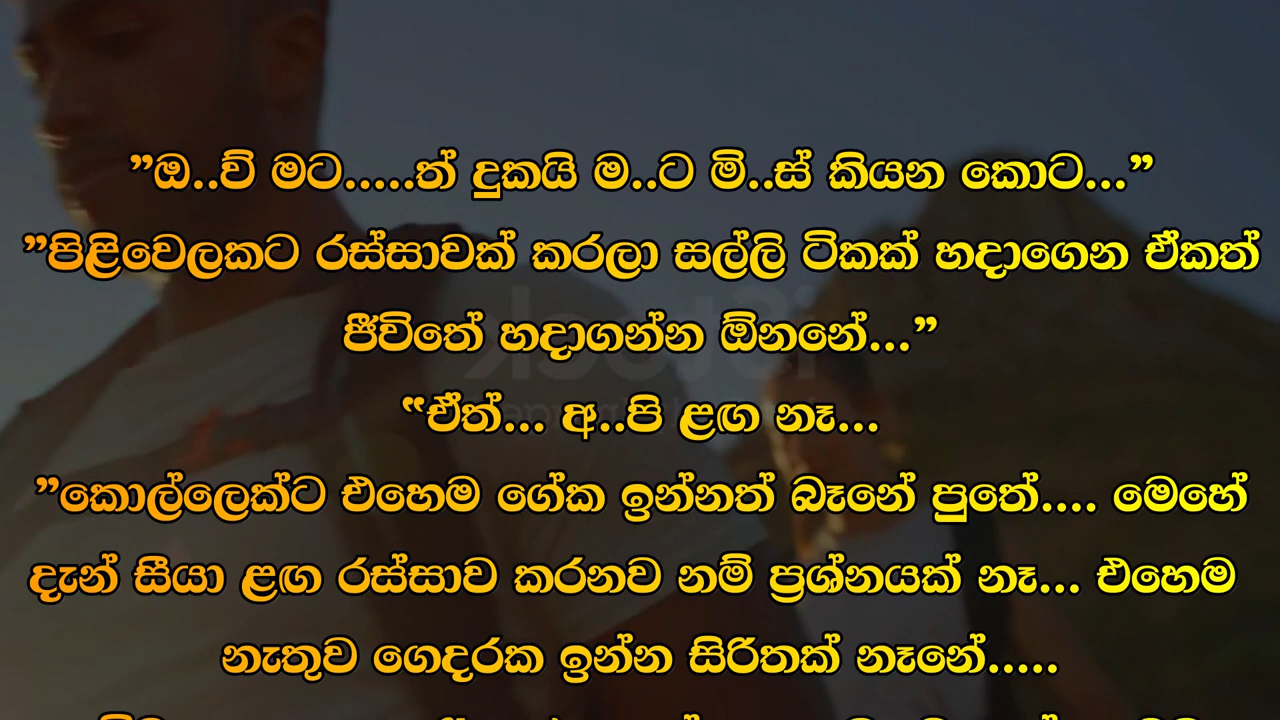 ”ඔ..ව් මට.....ත් දුකයි ම..ට මි..ස් කියන කොට...”
”පිළිවෙලකට රස්සාවක් කරලා සල්ලි ටිකක් හදාගෙන ඒකත්
ජීවිතේ හදාගන්න ඕනනේ...”
“ඒත්... අ..පි ළඟ නෑ...
”කොල්ලෙක්ට එහෙම ගේක ඉන්නත් බෑනේ පුතේ.... මෙහේ
දැන් සීයා ළඟ රස්සාව කරනව නම් ප්‍රශ්නයක් නෑ... එහෙම
නැතුව ගෙදරක ඉන්න සිරිතක් නෑනේ.....
iStock